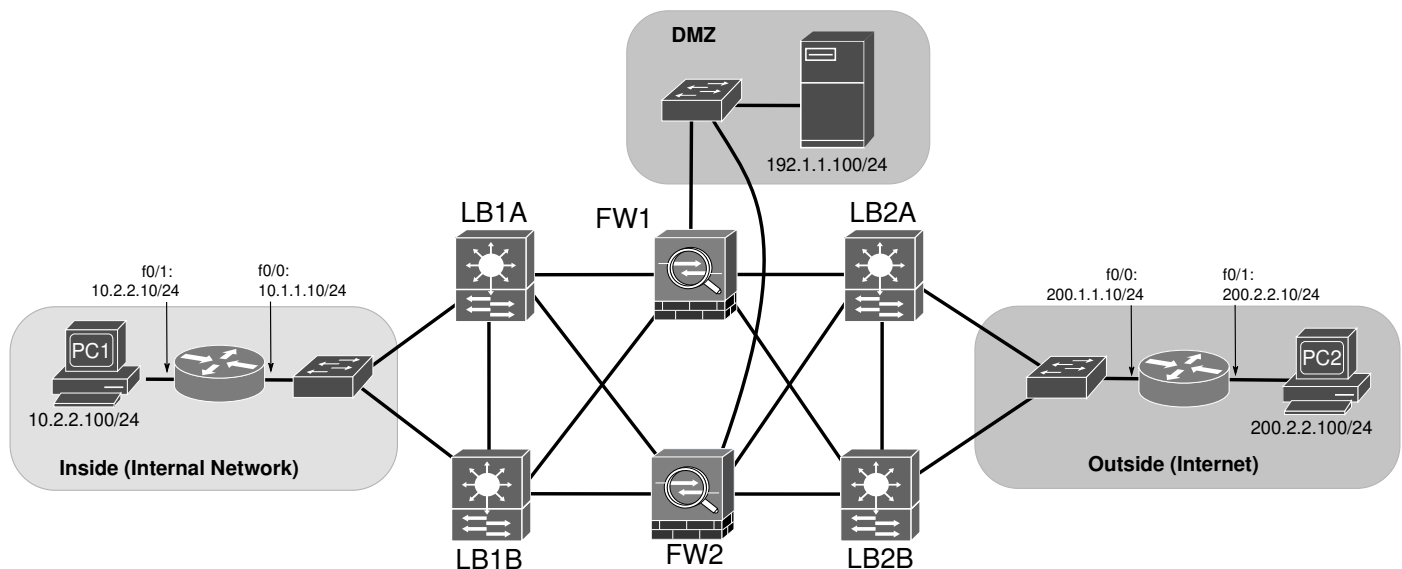 DMZ
192.1.1.100/24
LB1A
FW1
LB2A
f0/1:
10.2.2.10/24
f0/0:
10.1.1.10/24
f0/0:
200.1.1.10/24
f0/1:
200.2.2.10/24
PC1
PC2
10.2.2.100/24
200.2.2.100/24
Inside (Internal Network)
Outside (Internet)
LB1B
FW2
LB2B